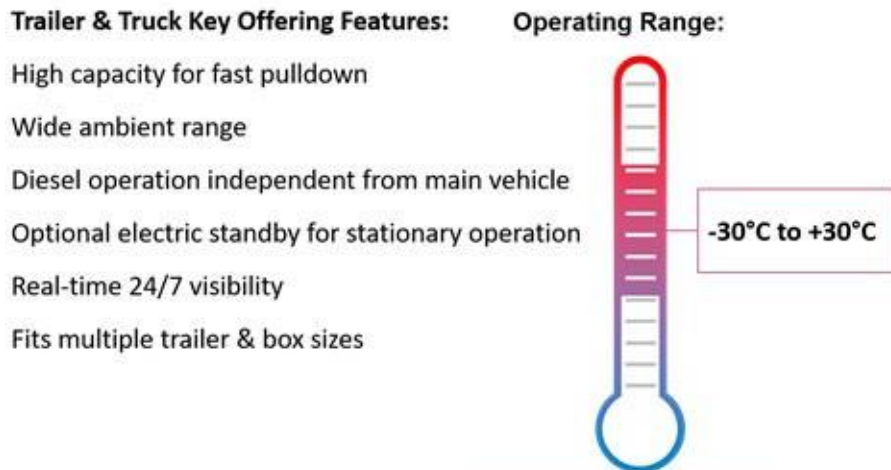 Trailer & Truck Key Offering Features:
High capacity for fast pulldown
Wide ambient range
Diesel operation independent from main vehicle
Optional electric standby for stationary operation
Real-time 24/7 visibility
Fits multiple trailer & box sizes
Operating Range:
-30°C to +30°C